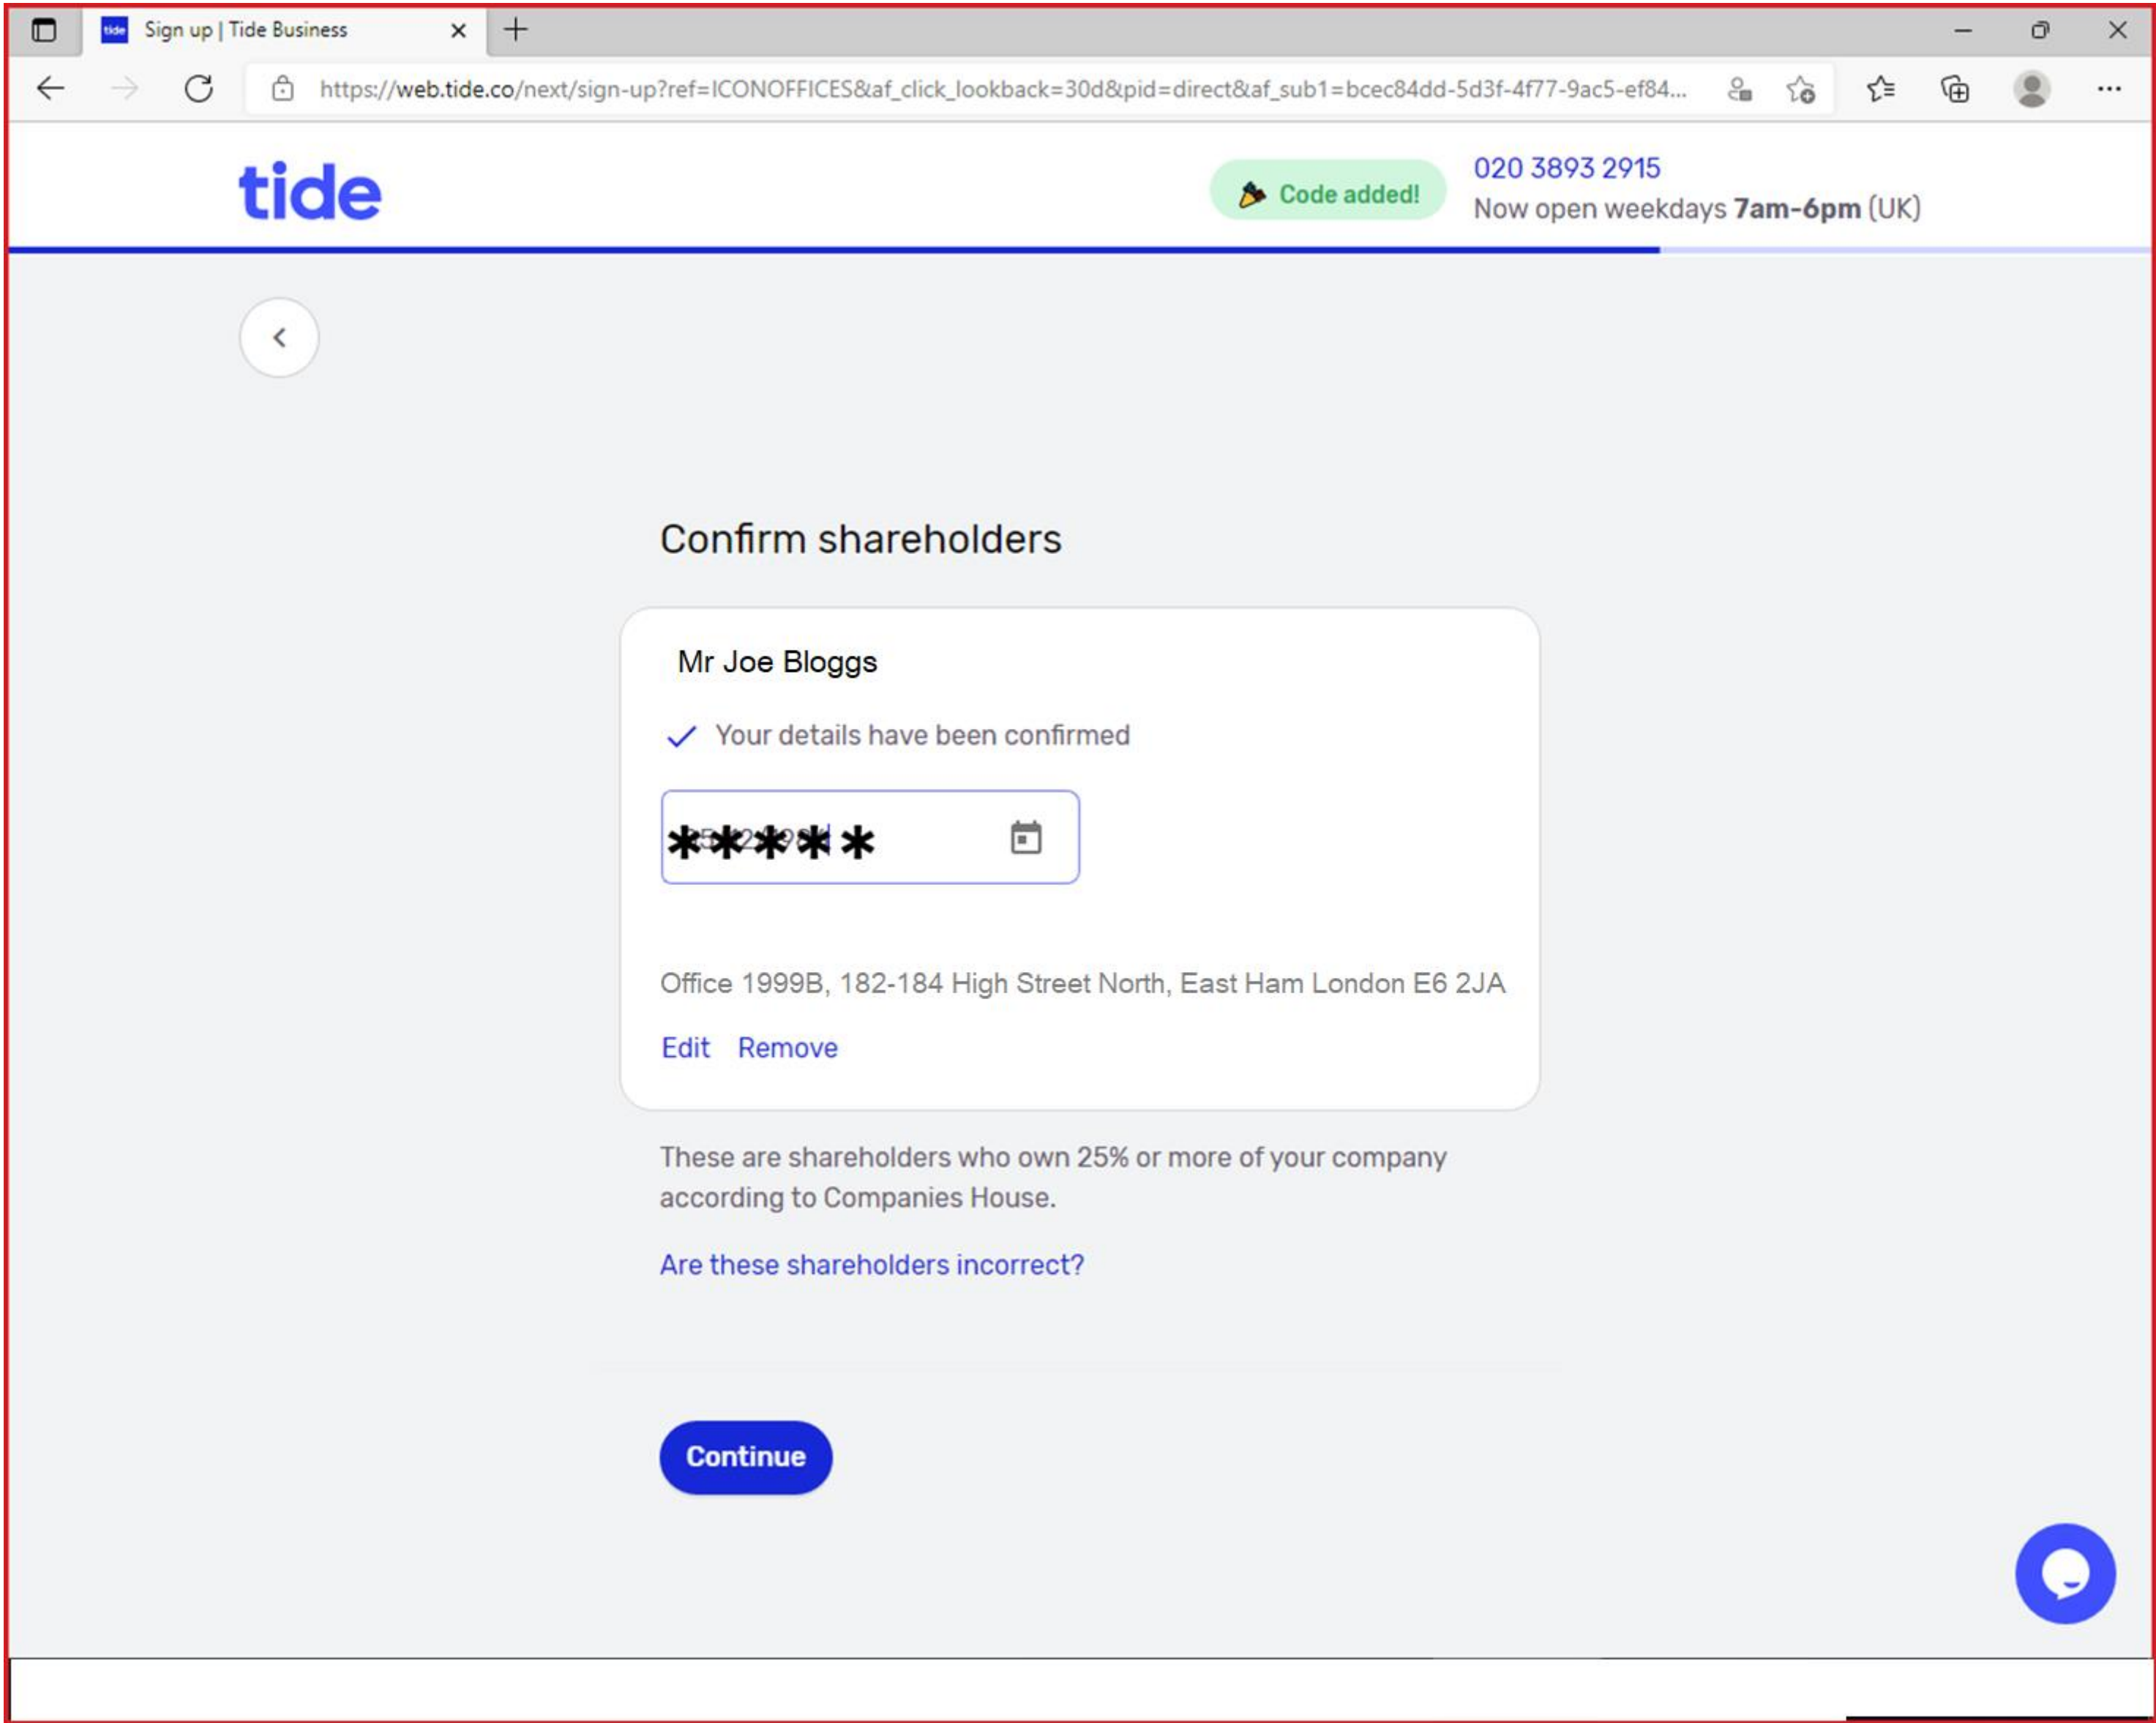 tide Sign up | Tide Business
https://web.tide.co/next/sign-up?ref=ICONOFFICES&af_click_lookback=30d&pid=direct&af_sub1=bcec84dd-5d3f-4f77-9ac5-ef84...
tide
Code added!
020 3893 2915
Now open weekdays 7am-6pm (UK)
Confirm shareholders
Mr Joe Bloggs
Your details have been confirmed
*****
Office 1999B, 182-184 High Street North, East Ham London E6 2JA
Edit Remove
These are shareholders who own 25% or more of your company
according to Companies House.
Are these shareholders incorrect?
Continue